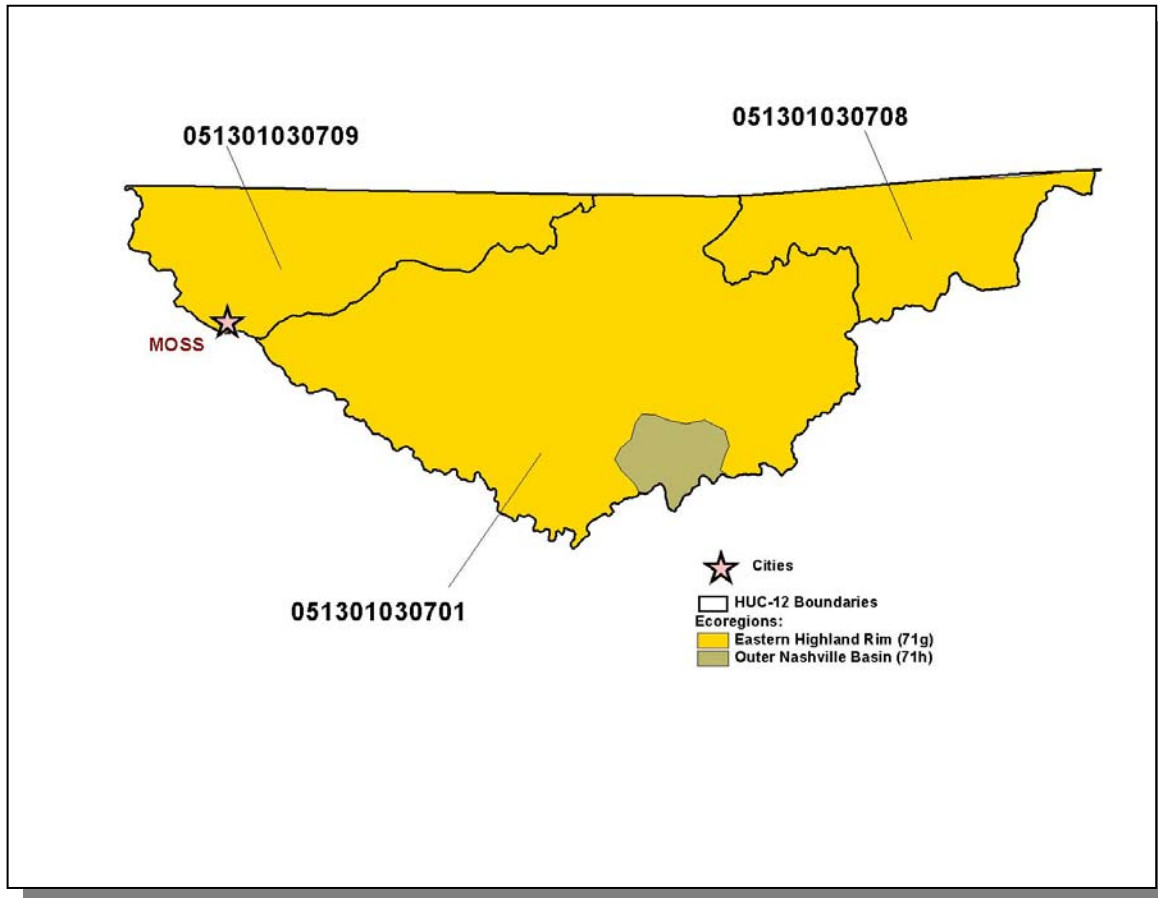 051301030708
051301030709
MOSS
051301030701
Cities
HUC-12 Boundaries
Ecoregions:
Eastern Highland Rim (71g)
Outer Nashville Basin (71h)